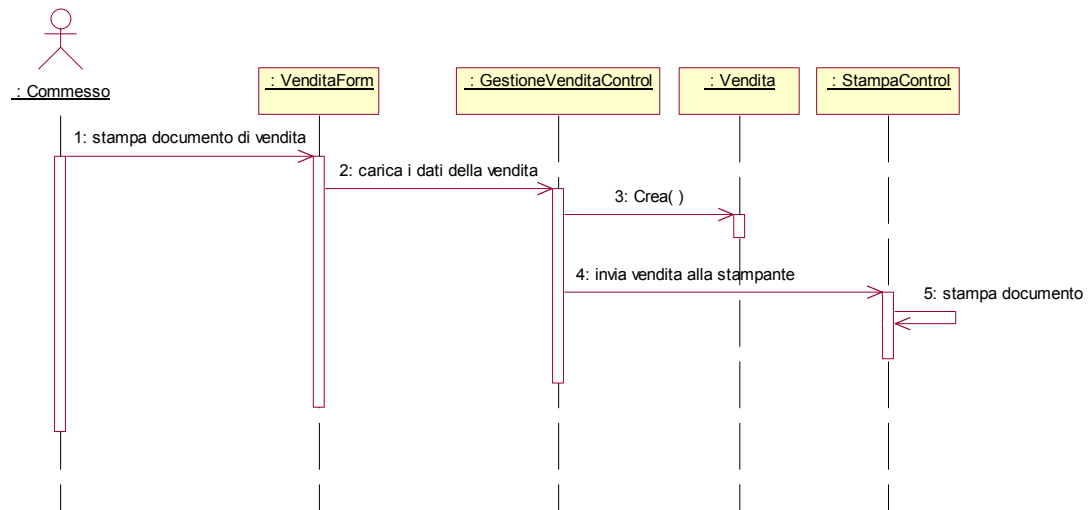 : Commesso
: VenditaForm
: GestioneVenditaControl
: Vendita
: StampaControl
1: stampa documento di vendita
2: carica i dati della vendita
3: Crea( )
4: invia vendita alla stampante
5: stampa documento